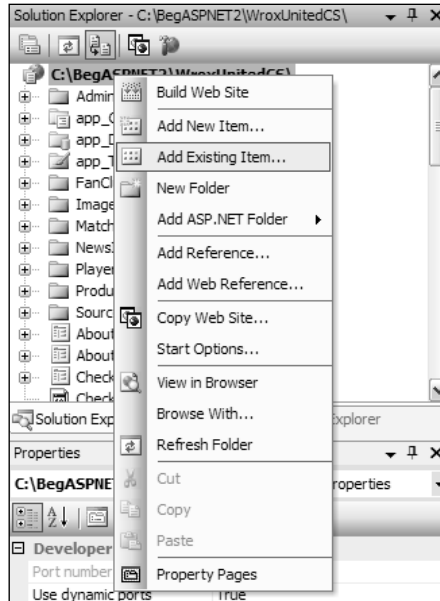 Solution Explorer - C:\BegASPNET2\WroxUnitedCS\
C:\BegASPNET2\WroxUnitedCS\
Build Web Site
Admin
Add New Item...
app_
app_
Add Existing Item...
app_
FanCl
New Folder
Image
Match
Add ASP.NET Folder
News
Add Reference...
Player
Produ
Add Web Reference...
Sourc
Copy Web Site...
About
About
Start Options...
Check
View in Browser
Check
Solution Exp
Browse With...
Explorer
Properties
Refresh Folder
C:\BegASPNE
Cut
roperties
Copy
Developer
Paste
Port number
Property Pages
Use dynamic ports
True